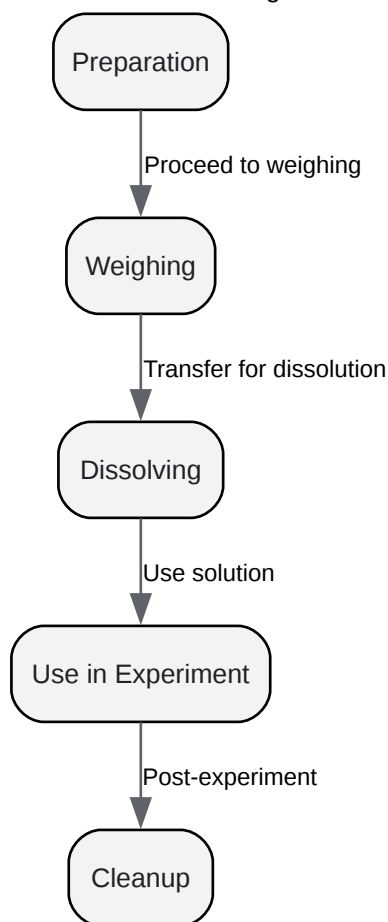 Preparation
Proceed to weighing
Weighing
Transfer for dissolution
Dissolving
Use solution
Use in Experiment
Post-experiment
Cleanup